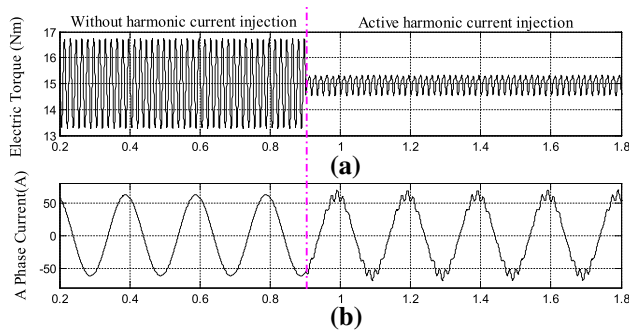 Without harmonic current injection
Active harmonic current injection
Electric Torque (Nm)
17
16
15
14
13
0.2 0.4 0.6 0.8 1 1.2 1.4 1.6 1.8
(a)
A Phase Current(A)
50
0
-50
0.2 0.4 0.6 0.8 1 1.2 1.4 1.6 1.8
(b)